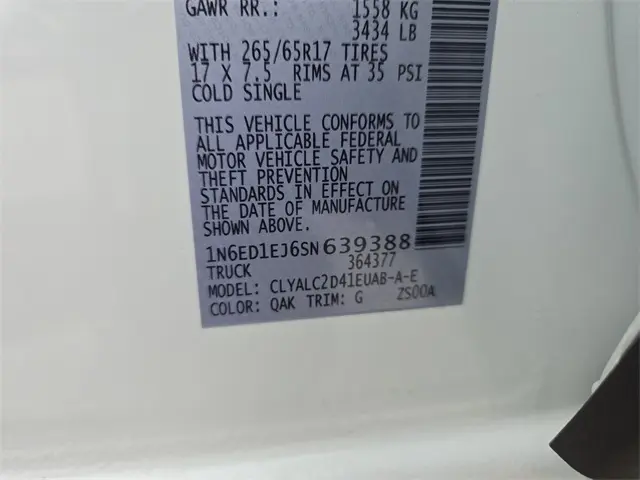 GAWR RR.: 1558 KG
3434 LB
WITH 265/65R17 TIRES
17 X 7.5 RIMS AT 35 PSI
COLD SINGLE
THIS VEHICLE CONFORMS TO
ALL APPLICABLE FEDERAL
MOTOR VEHICLE SAFETY AND
THEFT PREVENTION
STANDARDS IN EFFECT ON
THE DATE OF MANUFACTURE
SHOWN ABOVE.
1N6ED1EJ6SN639388
TRUCK 364377
MODEL: CLYALC2D41EUAB-A-E
COLOR: QAK TRIM: G ZS00A